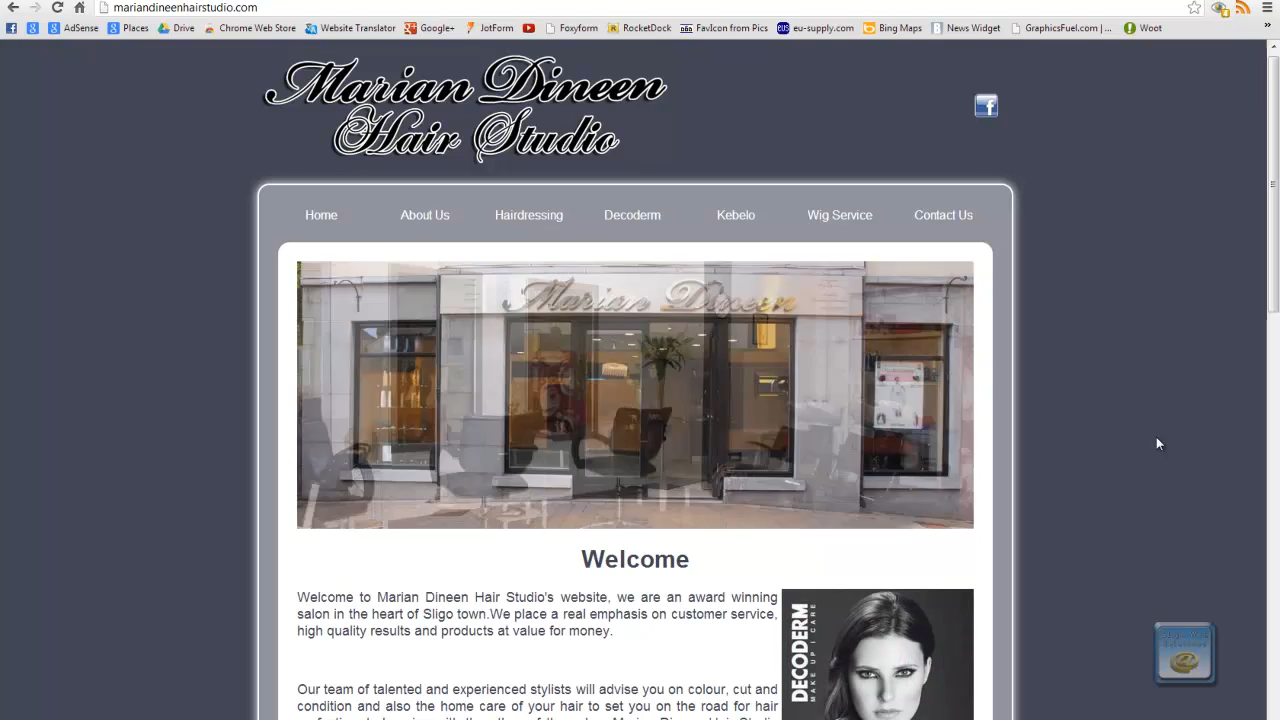 mariandineenhairstudio.com
AdSense Places Drive Chrome Web Store Website Translator Google+ JotForm Foxyform RocketDock FavIcon from Pics eu-supply.com Bing Maps News Widget GraphicsFuel.com |... Woot
Marian Dineen
Hair Studio
Home About Us Hairdressing Decoderm Kebelo Wig Service Contact Us
Marian Dineen
Welcome
Welcome to Marian Dineen Hair Studio's website, we are an award winning
salon in the heart of Sligo town.We place a real emphasis on customer service,
high quality results and products at value for money.
DECODERM
MAKE UP I CARE
Our team of talented and experienced stylists will advise you on colour, cut and
condition and also the home care of your hair to set you on the road for hair